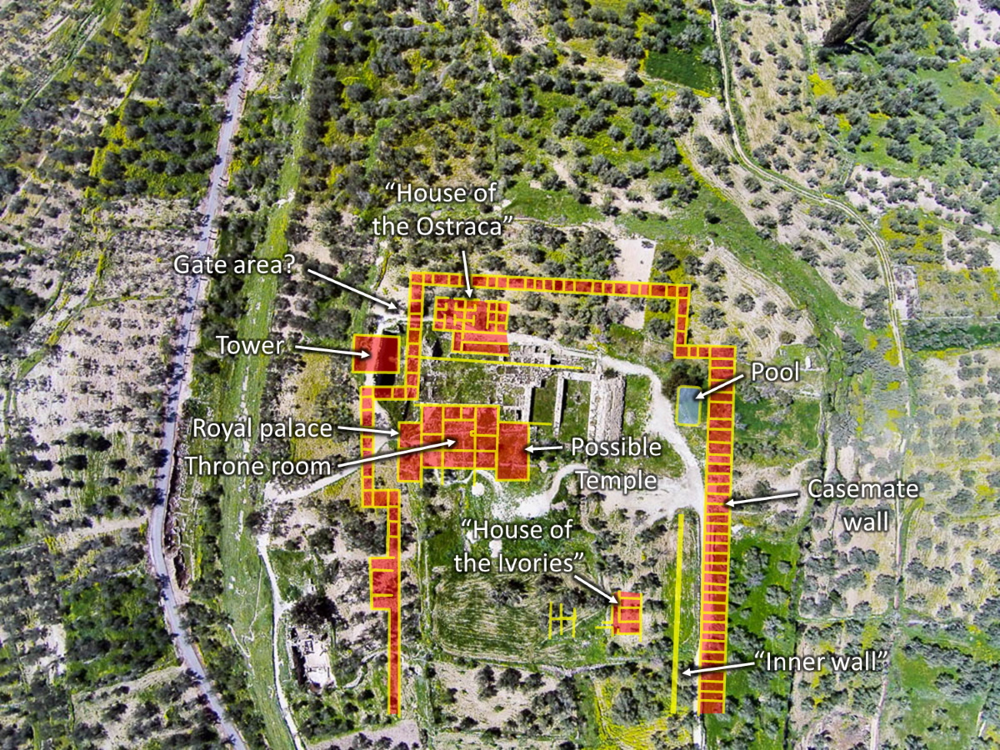 “House of
the Ostraca”
Gate area?
Tower
Pool
Royal palace
Throne room
Possible
Temple
Casemate
wall
“House of
the Ivories”
“Inner wall”